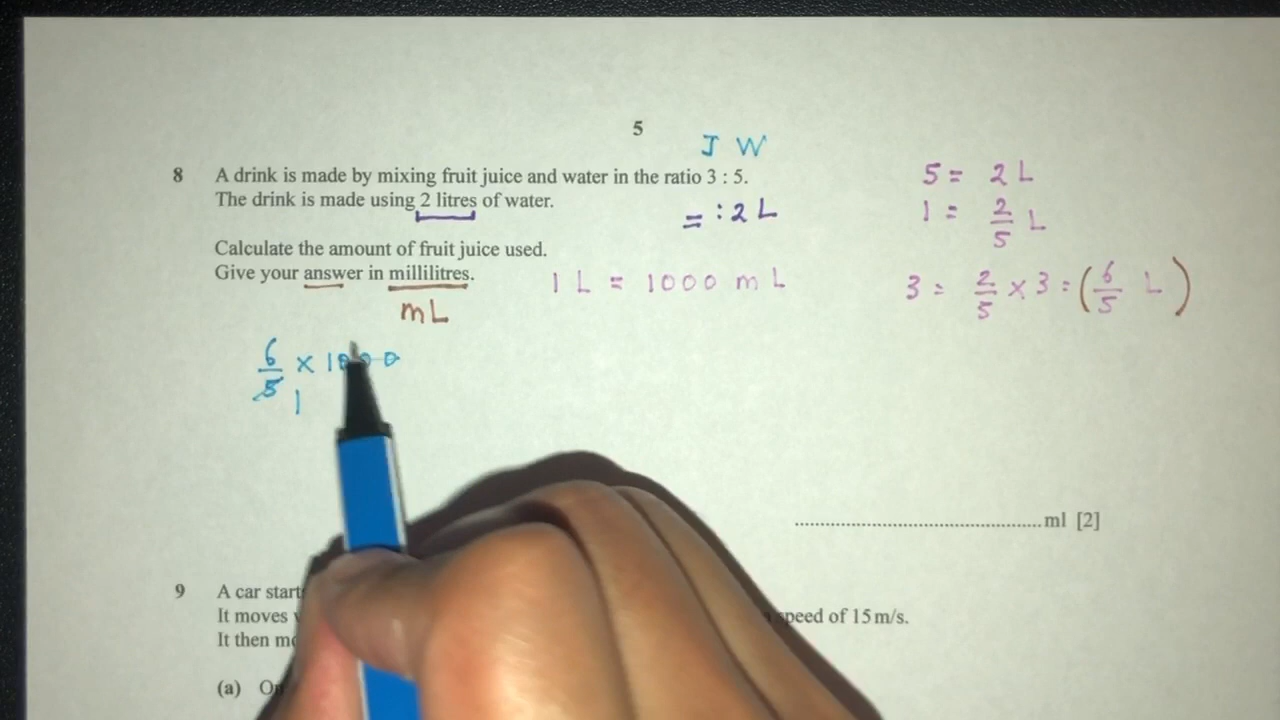 5
J W
8 A drink is made by mixing fruit juice and water in the ratio 3 : 5.
The drink is made using 2 litres of water.
= : 2 L
Calculate the amount of fruit juice used.
Give your answer in millilitres.
mL
1 L = 1000 mL
5 = 2 L
1 = 2/5 L
3 = 2/5 x 3 = (6/5 L)
6/5 x 1000
1
ml [2]
9 A car
It moves
speed of 15 m/s.
It then
(a)